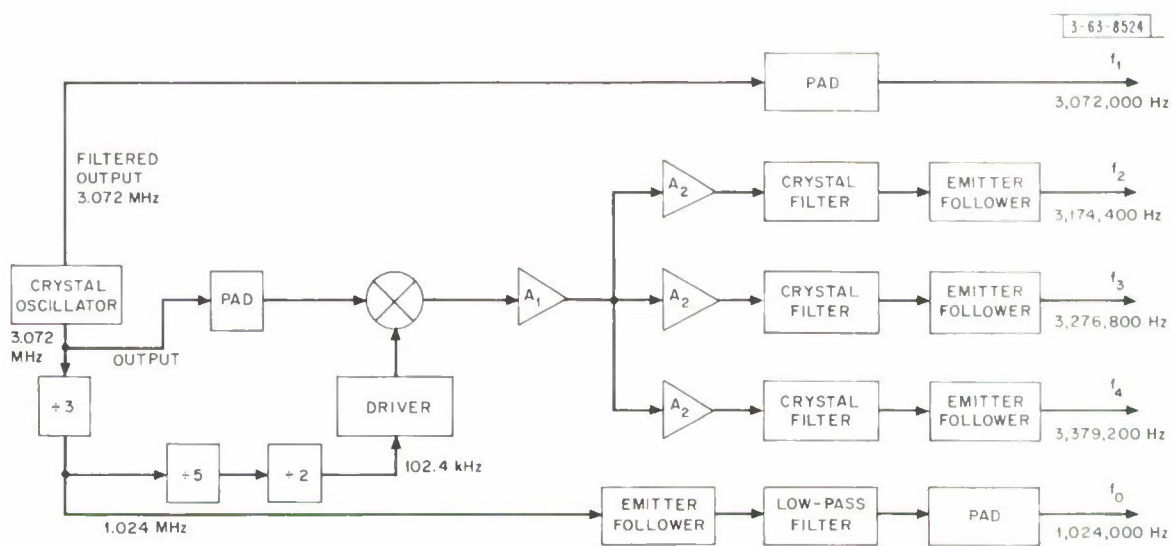 3-63-8524
PAD
f₁
3,072,000 Hz
FILTERED
OUTPUT
3.072 MHz
A₂
CRYSTAL
FILTER
EMITTER
FOLLOWER
f₂
3,174,400 Hz
CRYSTAL
OSCILLATOR
3.072
MHz
OUTPUT
PAD
A₁
A₂
CRYSTAL
FILTER
EMITTER
FOLLOWER
f₃
3,276,800 Hz
÷3
DRIVER
A₂
CRYSTAL
FILTER
EMITTER
FOLLOWER
f₄
3,379,200 Hz
÷5
÷2
102.4 kHz
1.024 MHz
EMITTER
FOLLOWER
LOW-PASS
FILTER
PAD
f₀
1,024,000 Hz